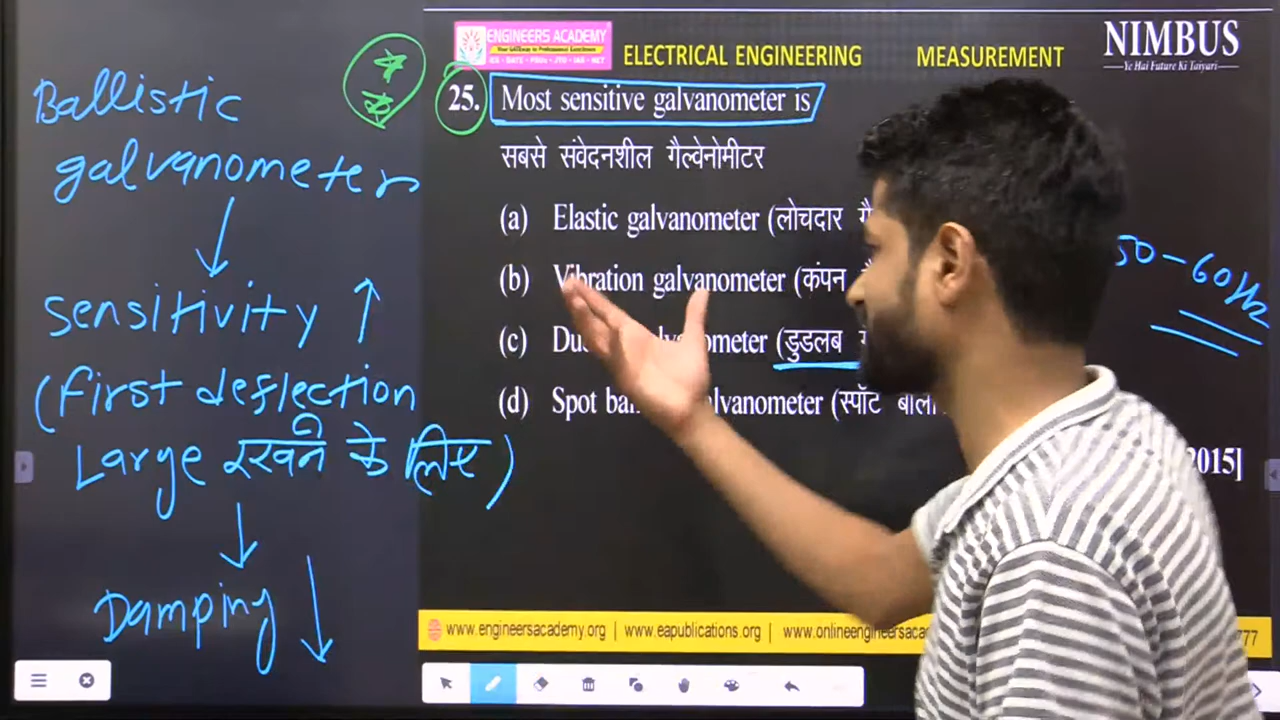 Ballistic
galvanometer
Sensitivity ↑
(First deflection
Large रखने के लिए)
Damping ↓
ENGINEERS ACADEMY
ELECTRICAL ENGINEERING
MEASUREMENT
NIMBUS
Ye Hai Future Ki Taiyari
25. Most sensitive galvanometer is
सबसे संवेदनशील गैल्वेनोमीटर
(a) Elastic galvanometer (लोचदार
(b) Vibration galvanometer (कंपन
50-60Hz
(c) (डुडलब
(d) Spot galvanometer (स्पॉट
2015]
www.engineersacademy.org | www.eapublications.org |
777